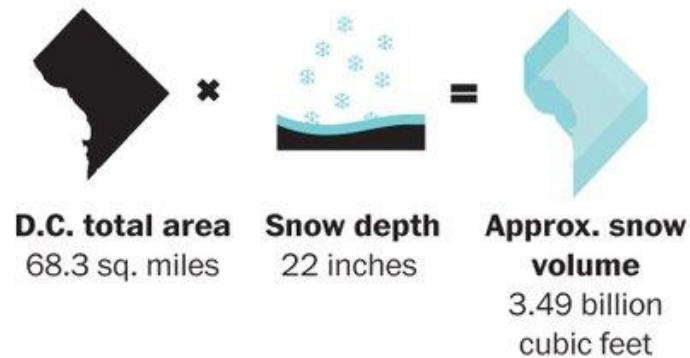 D.C. total area
68.3 sq. miles
Snow depth
22 inches
Approx. snow
volume
3.49 billion
cubic feet